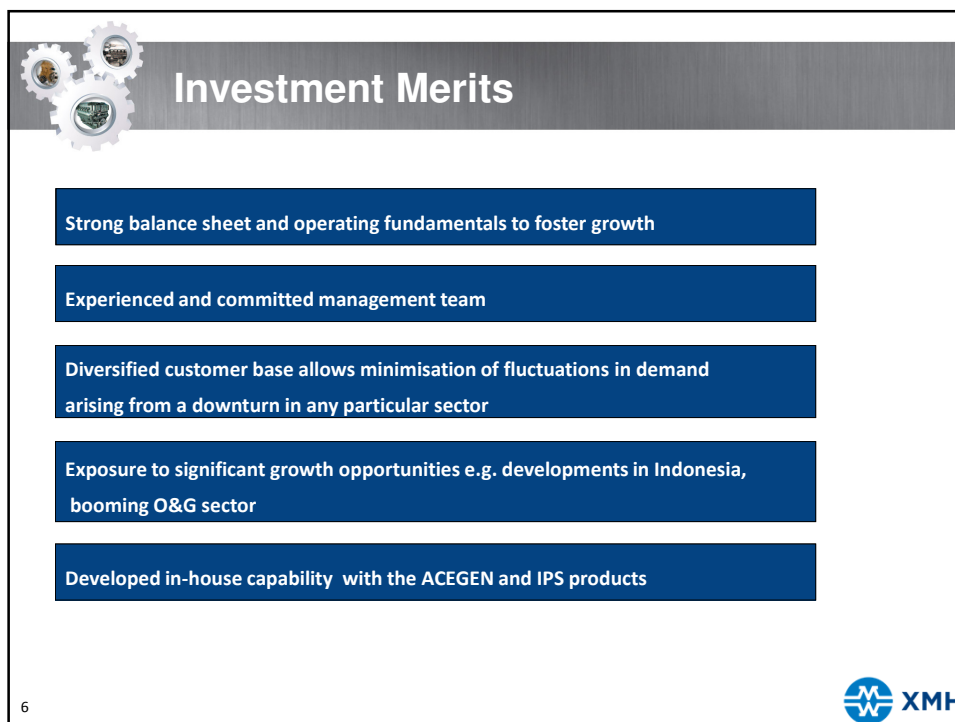 Investment Merits
Strong balance sheet and operating fundamentals to foster growth
Experienced and committed management team
Diversified customer base allows minimisation of fluctuations in demand
arising from a downturn in any particular sector
Exposure to significant growth opportunities e.g. developments in Indonesia,
booming O&G sector
Developed in-house capability with the ACEGEN and IPS products
6
XMH